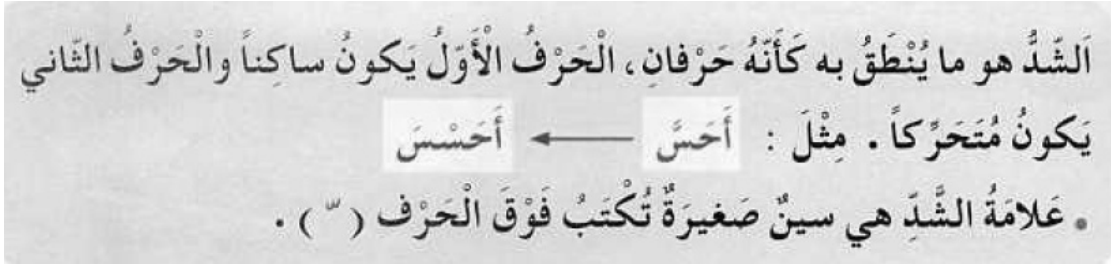 اَلشَّدُّ هو ما يُنْطَقُ به كَأَنَّهُ حَرْفانِ، الْحَرْفُ الْأَوّلُ يَكونُ ساكِناً والْحَرْفُ الثّاني
يَكونُ مُتَحَرِّكاً . مِثْلَ : أَحَسَّ ← أَحَسْسَ
• عَلامَةُ الشَّدِّ هي سينٌ صَغيرَةٌ تُكْتَبُ فَوْقَ الْحَرْف ( ّ ) .